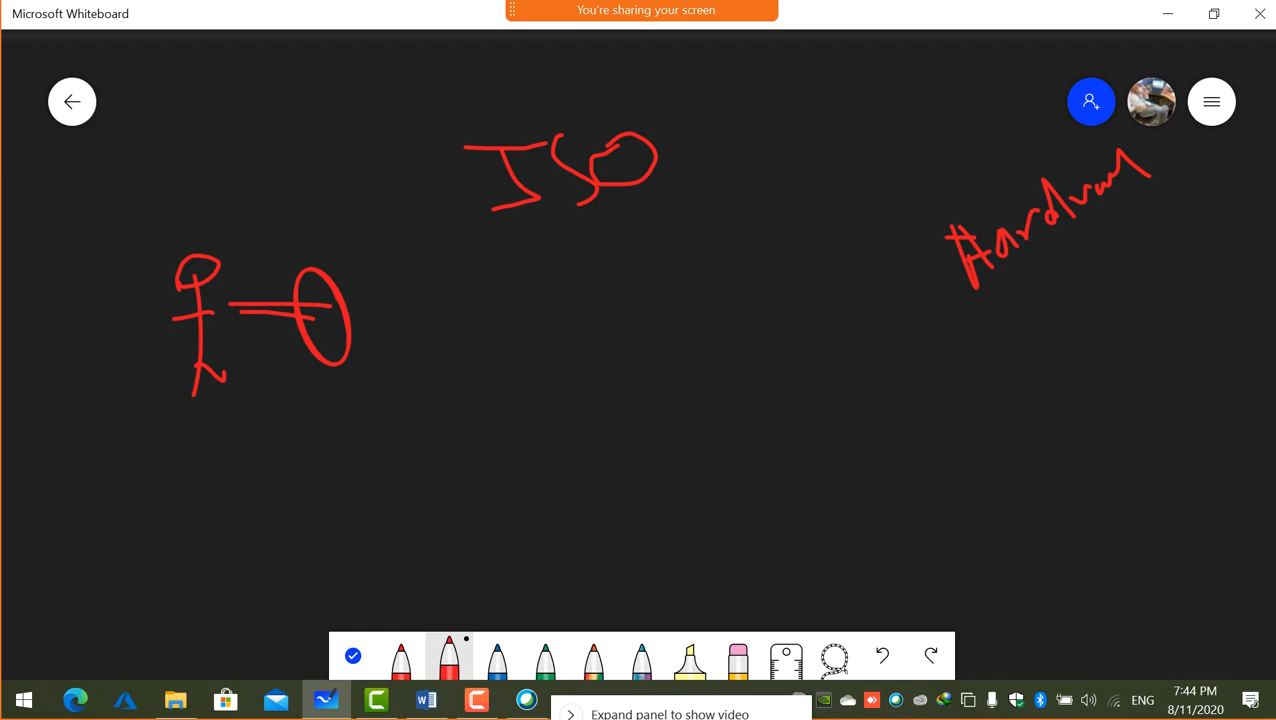 Microsoft Whiteboard
You're sharing your screen
ISO
ENG
7:44 PM
8/11/2020
Expand panel to show video